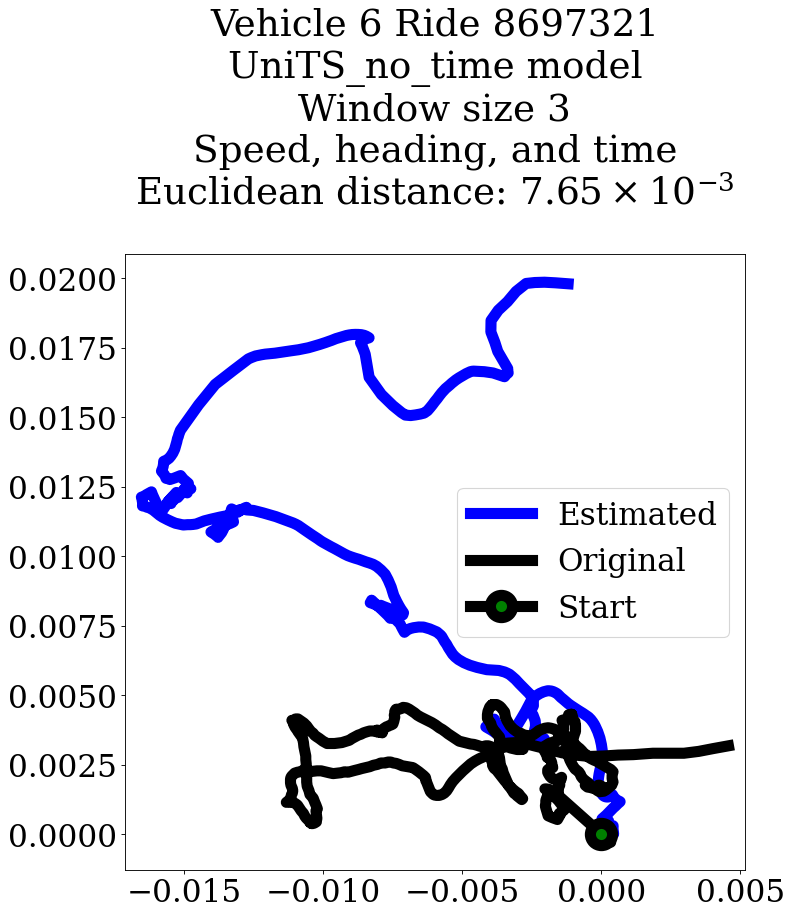 Vehicle 6 Ride 8697321
UniTS_no_time model
Window size 3
Speed, heading, and time
Euclidean distance: $7.65 \times 10^{-3}$
0.0200
0.0175
0.0150
0.0125
0.0100
0.0075
0.0050
0.0025
0.0000
Estimated
Original
Start
−0.015 −0.010 −0.005 0.000 0.005